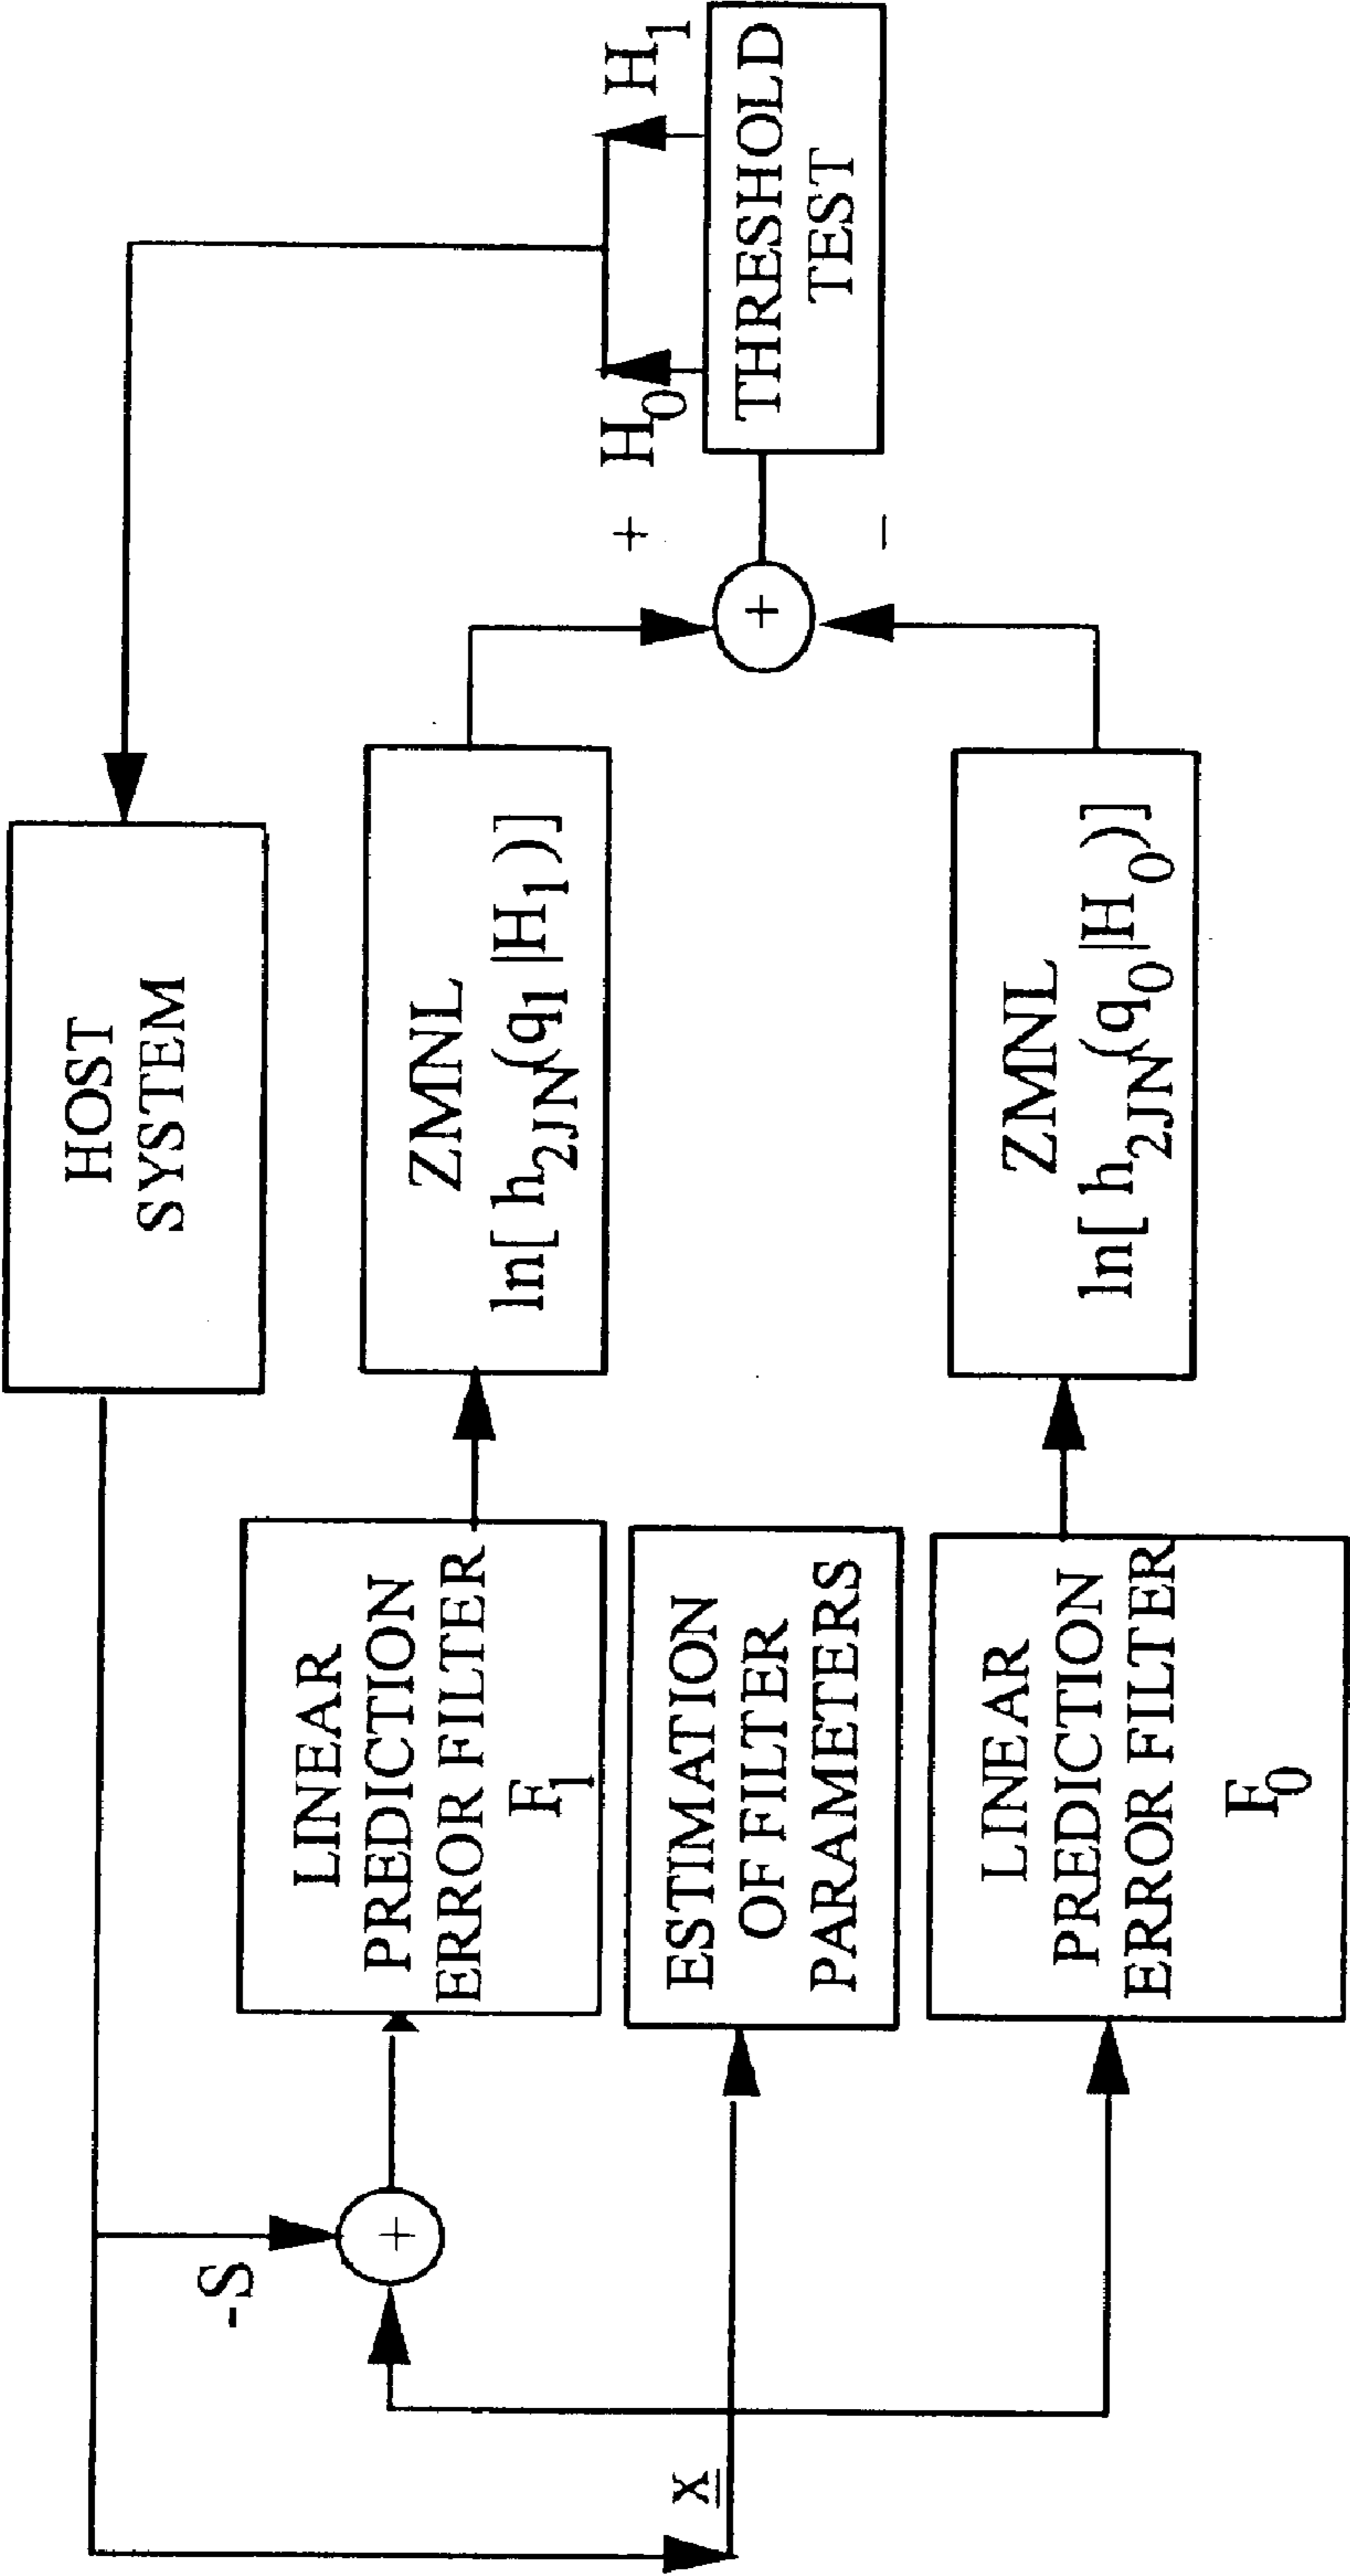 HOST
SYSTEM
-S
LINEAR
PREDICTION
ERROR FILTER
F1
ZMNL
ln[ h2JN(q1|H1)]
x
ESTIMATION
OF FILTER
PARAMETERS
+
+
+
−
H0
H1
THRESHOLD
TEST
LINEAR
PREDICTION
ERROR FILTER
F0
ZMNL
ln[ h2JN(q0|H0)]